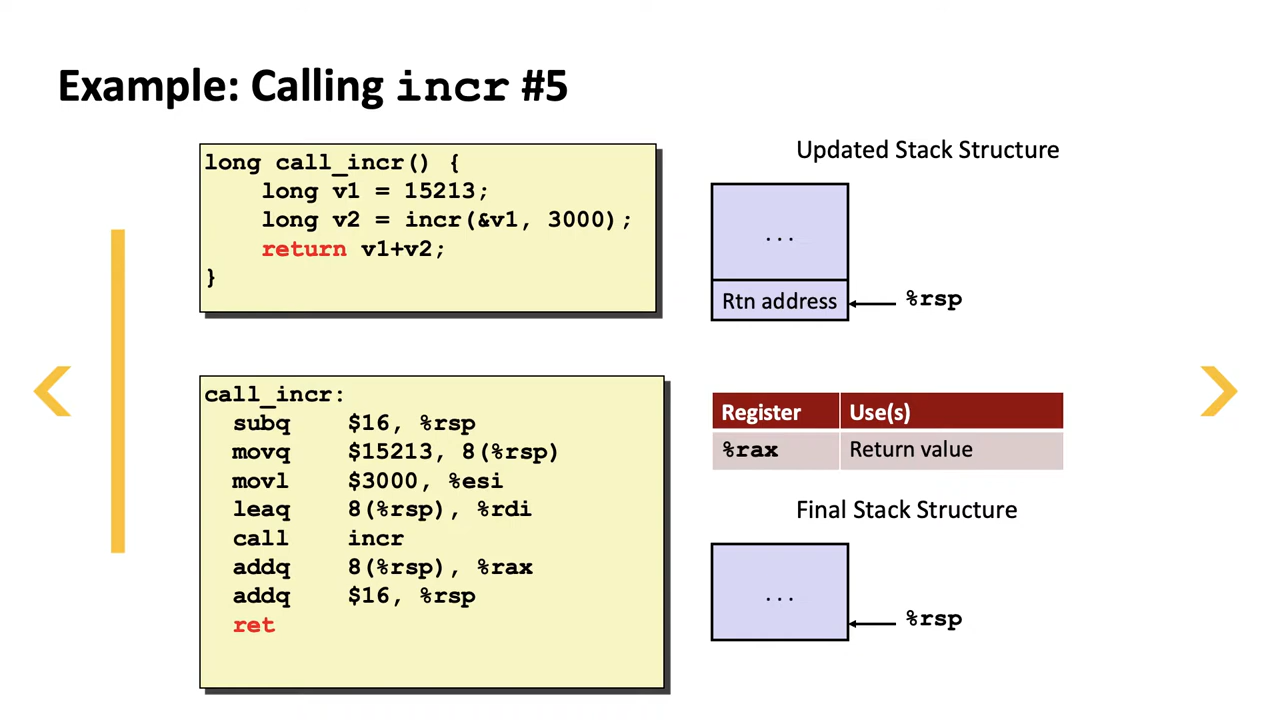 Example: Calling incr #5
long call_incr() {
    long v1 = 15213;
    long v2 = incr(&v1, 3000);
    return v1+v2;
}
Updated Stack Structure
...
Rtn address
%rsp
call_incr:
  subq    $16, %rsp
  movq    $15213, 8(%rsp)
  movl    $3000, %esi
  leaq    8(%rsp), %rdi
  call    incr
  addq    8(%rsp), %rax
  addq    $16, %rsp
  ret
Register Use(s)
%rax Return value
Final Stack Structure
...
%rsp